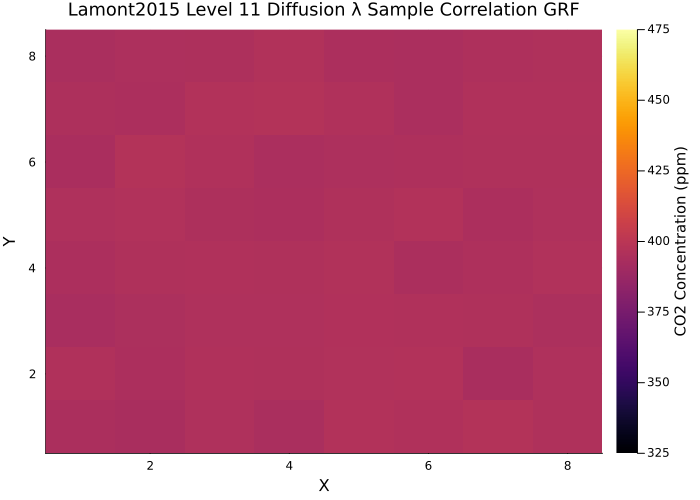 Lamont2015 Level 11 Diffusion λ Sample Correlation GRF
8
6
4
2
Y
2 4 6 8
X
475
450
425
400
375
350
325
CO2 Concentration (ppm)